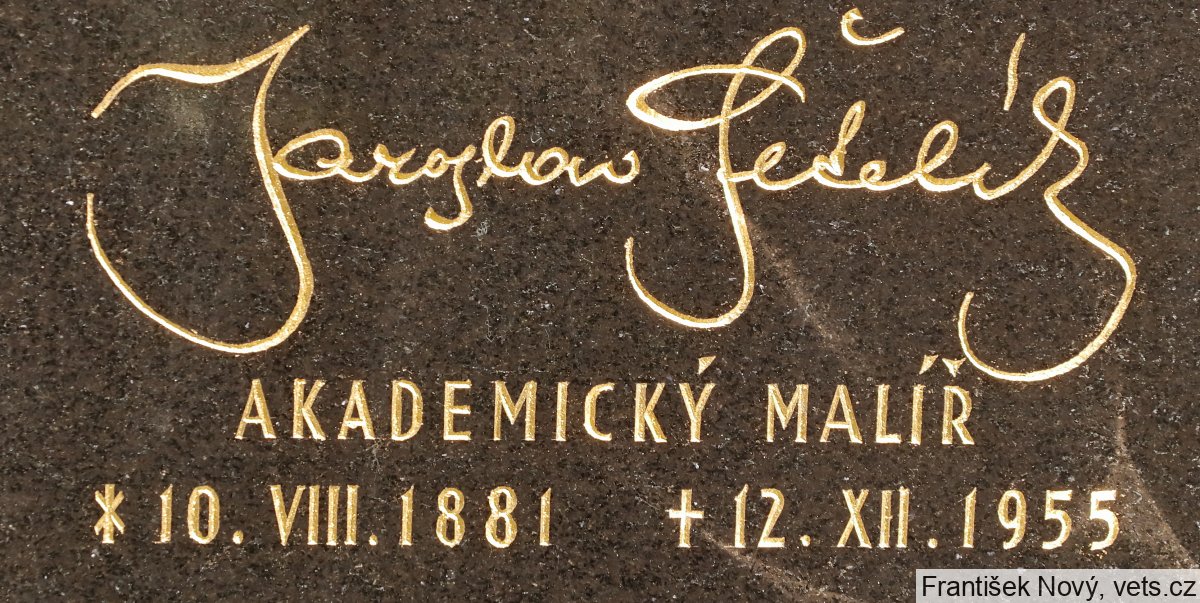 Jaroslav Šetelík
AKADEMICKÝ MALÍŘ
* 10. VIII. 1881 ✝ 12. XII. 1955
František Nový, vets.cz